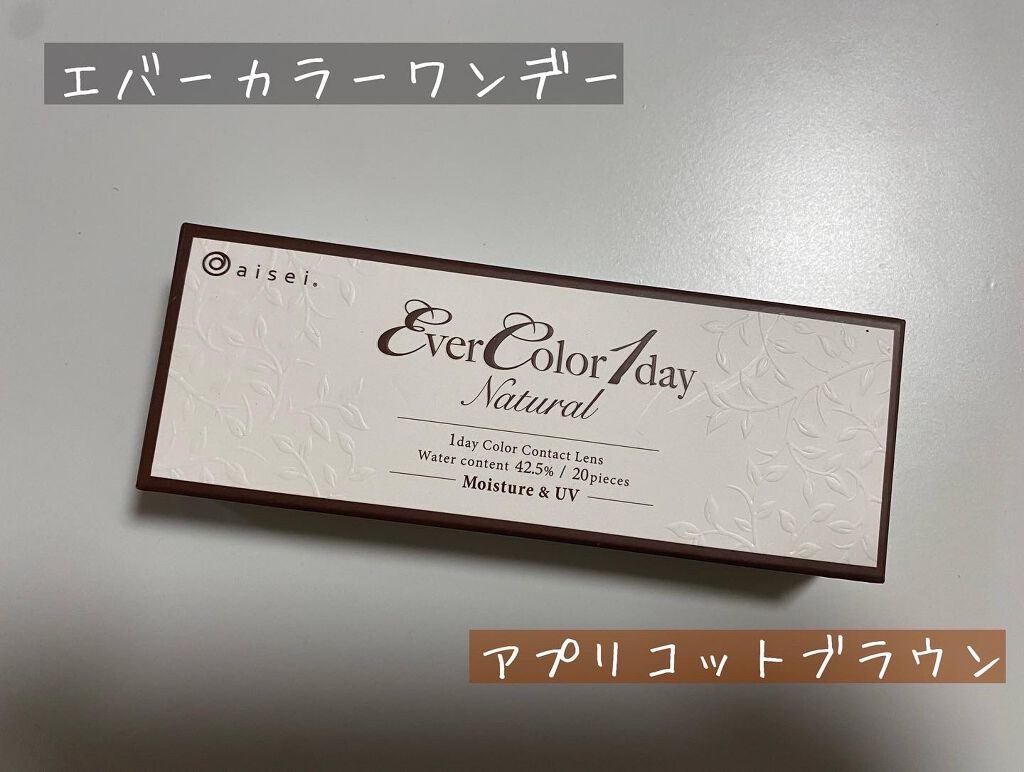 エバーカラーワンデー
aisei®
EverColor1day
Natural
1day Color Contact Lens
Water content 42.5% / 20pieces
Moisture & UV
アプリコットブラウン